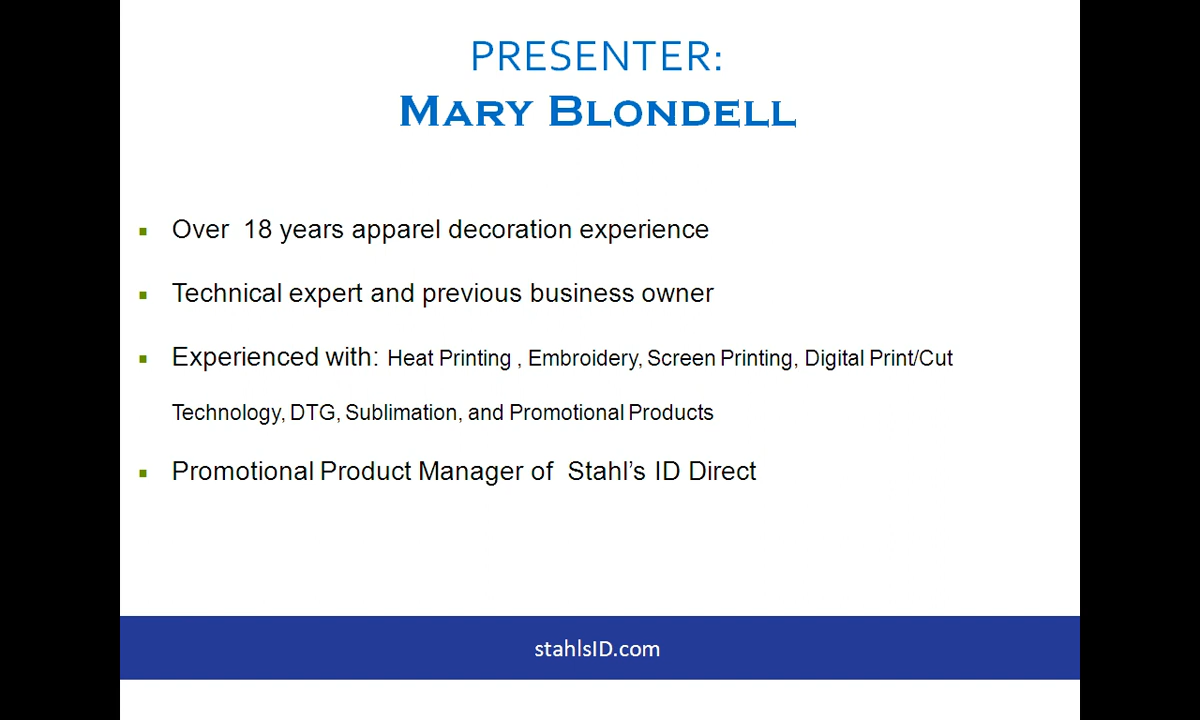 PRESENTER:
MARY BLONDELL
Over 18 years apparel decoration experience
Technical expert and previous business owner
Experienced with: Heat Printing , Embroidery, Screen Printing, Digital Print/Cut
Technology, DTG, Sublimation, and Promotional Products
Promotional Product Manager of Stahl’s ID Direct
stahlsID.com